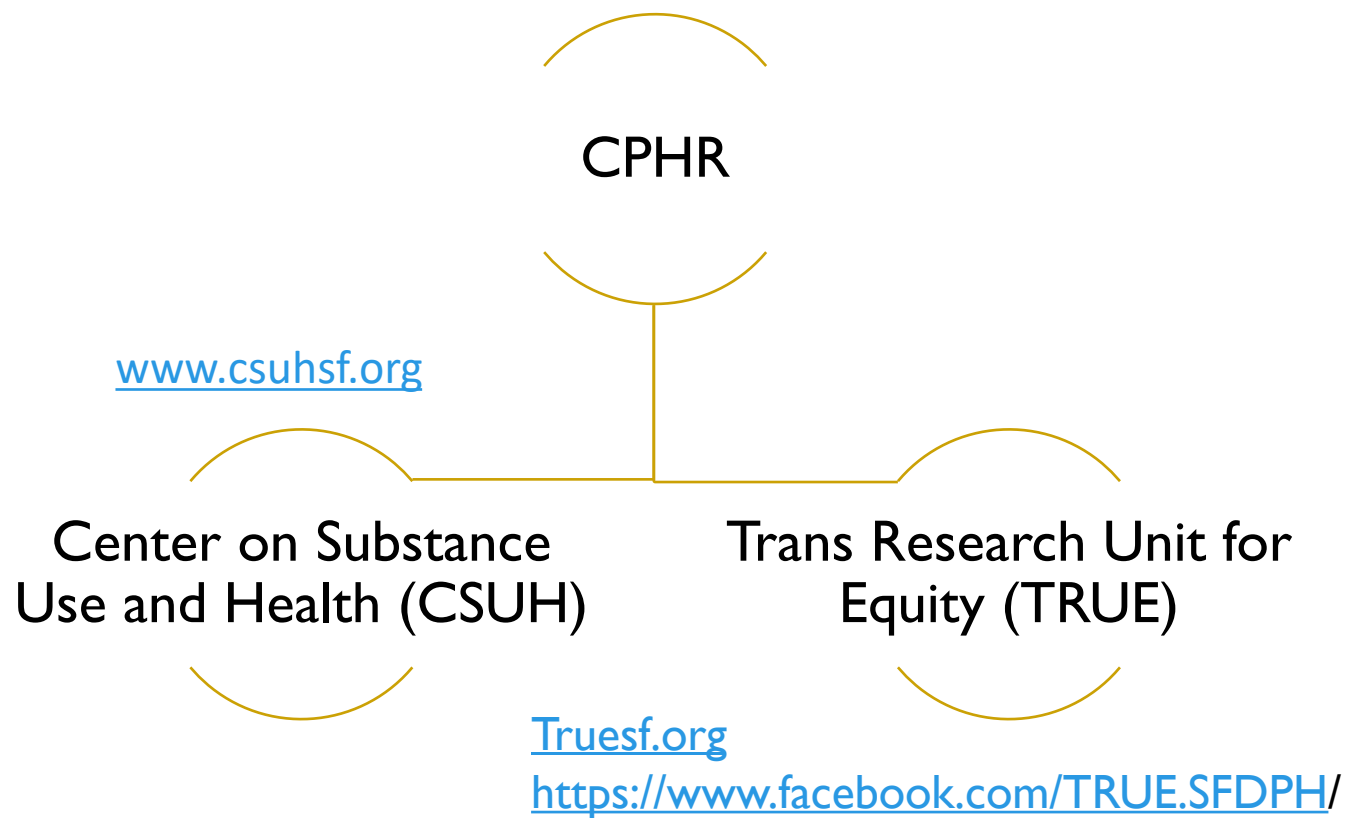 CPHR
www.csuhsf.org
Center on Substance
Use and Health (CSUH)
Trans Research Unit for
Equity (TRUE)
Truesf.org
https://www.facebook.com/TRUE.SFDPH/